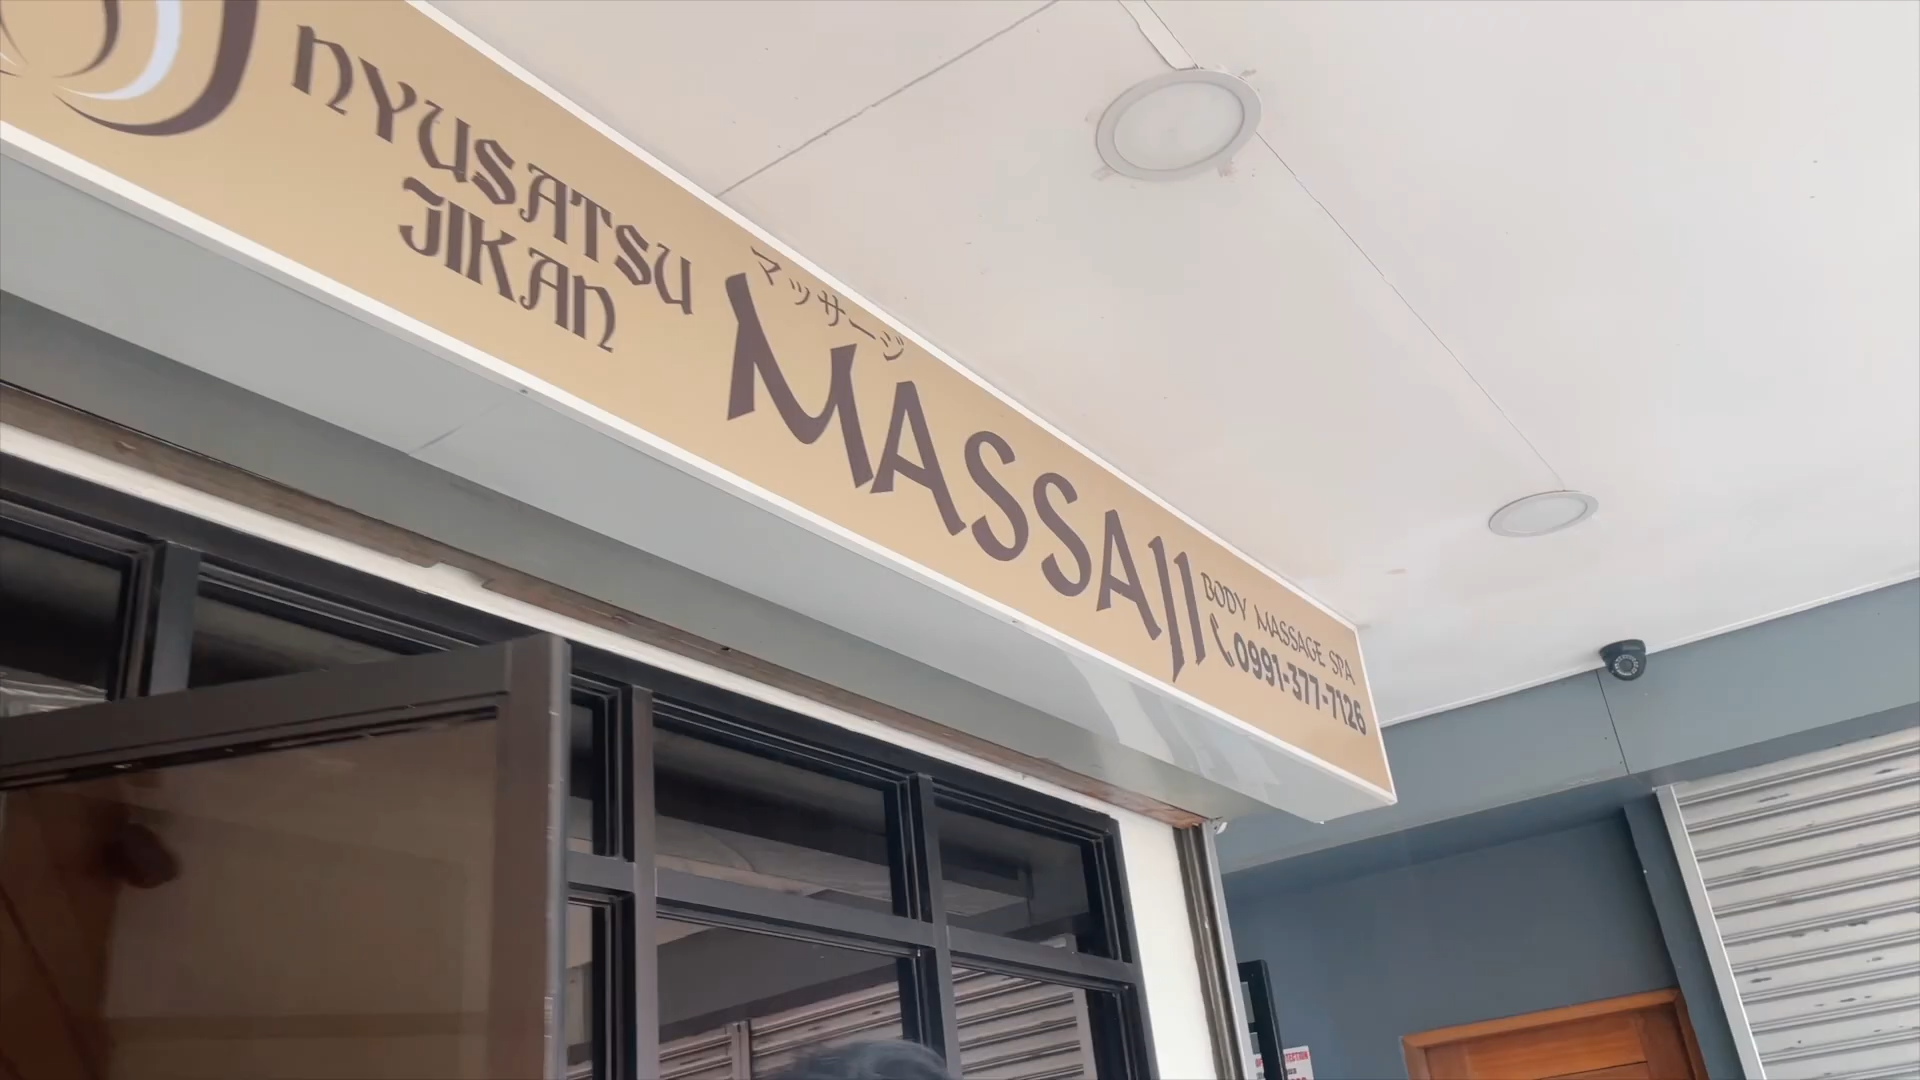 NYUSATSU
JIKAN
マッサージ
MASSAJI
BODY MASSAGE SPA
0991-377-7126